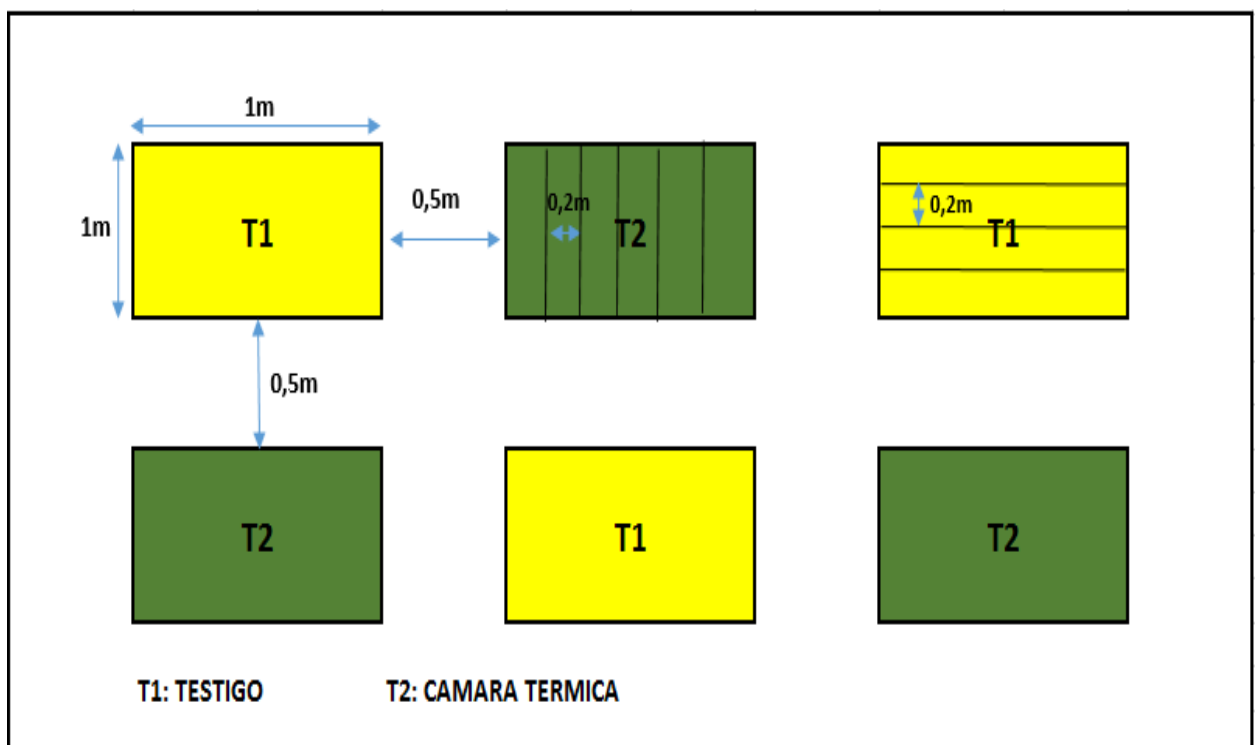 1m
1m
T1
0,5m
0,2m
T2
0,2m
T1
0,5m
T2
T1
T2
T1: TESTIGO
T2: CAMARA TERMICA